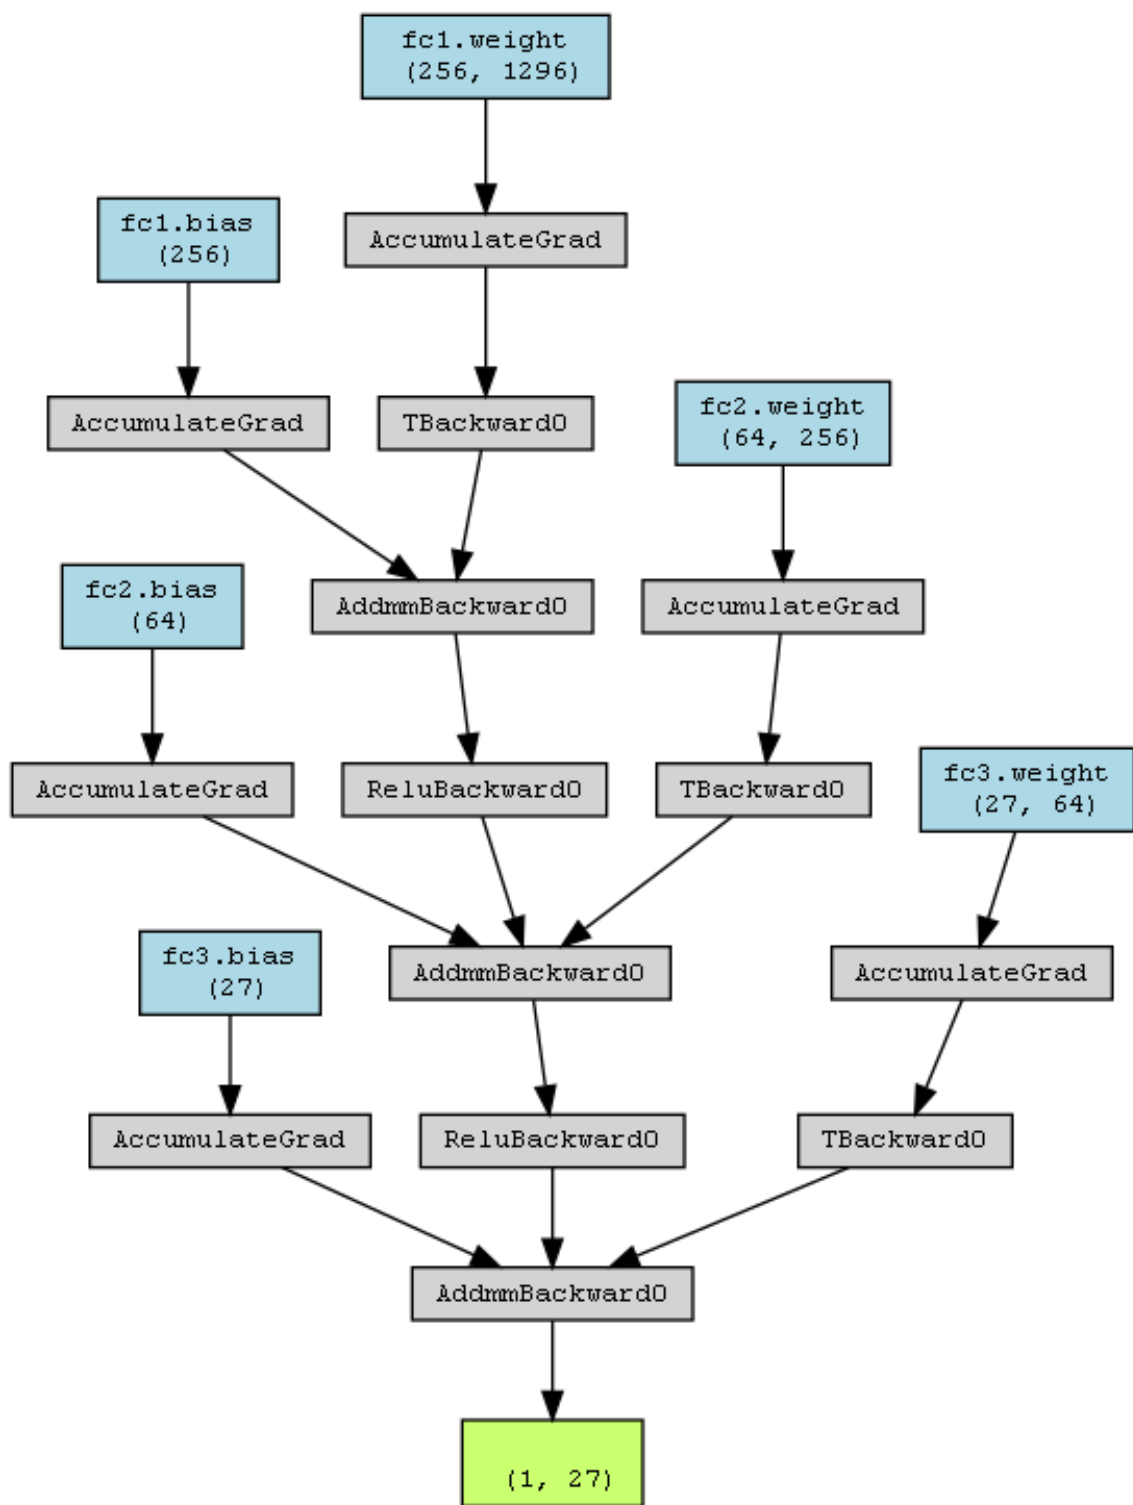 fc1.weight
(256, 1296)
fc1.bias
(256)
AccumulateGrad
AccumulateGrad
TBackward0
fc2.weight
(64, 256)
fc2.bias
(64)
AddmmBackward0
AccumulateGrad
AccumulateGrad
ReluBackward0
TBackward0
fc3.weight
(27, 64)
fc3.bias
(27)
AddmmBackward0
AccumulateGrad
AccumulateGrad
ReluBackward0
TBackward0
AddmmBackward0
(1, 27)